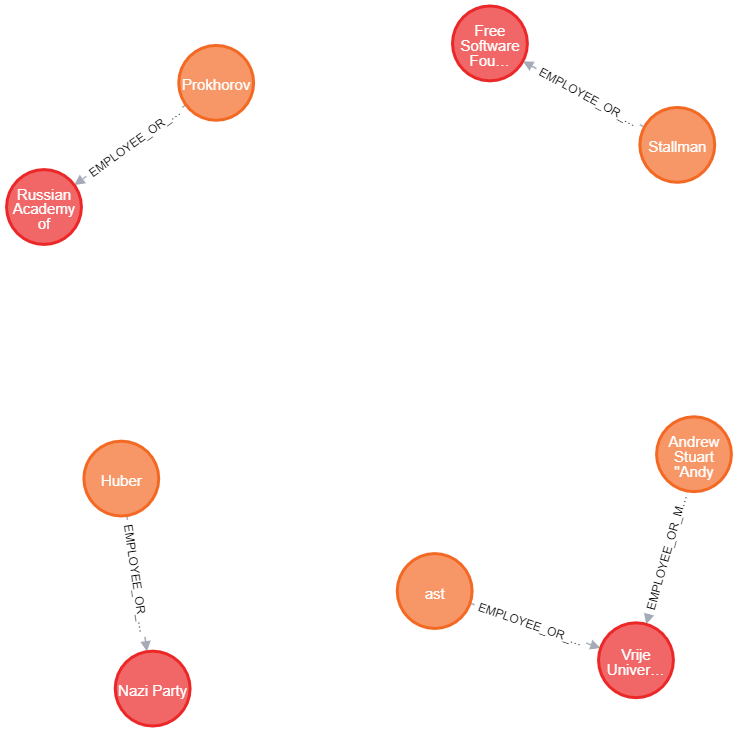 Free
Software
Fou...
Prokhorov
EMPLOYEE_OR_...
EMPLOYEE_OR_...
Stallman
Russian
Academy
of
Andrew
Stuart
"Andy
Huber
EMPLOYEE_OR_M...
EMPLOYEE_OR_...
ast
EMPLOYEE_OR_...
Vrije
Univer...
Nazi Party